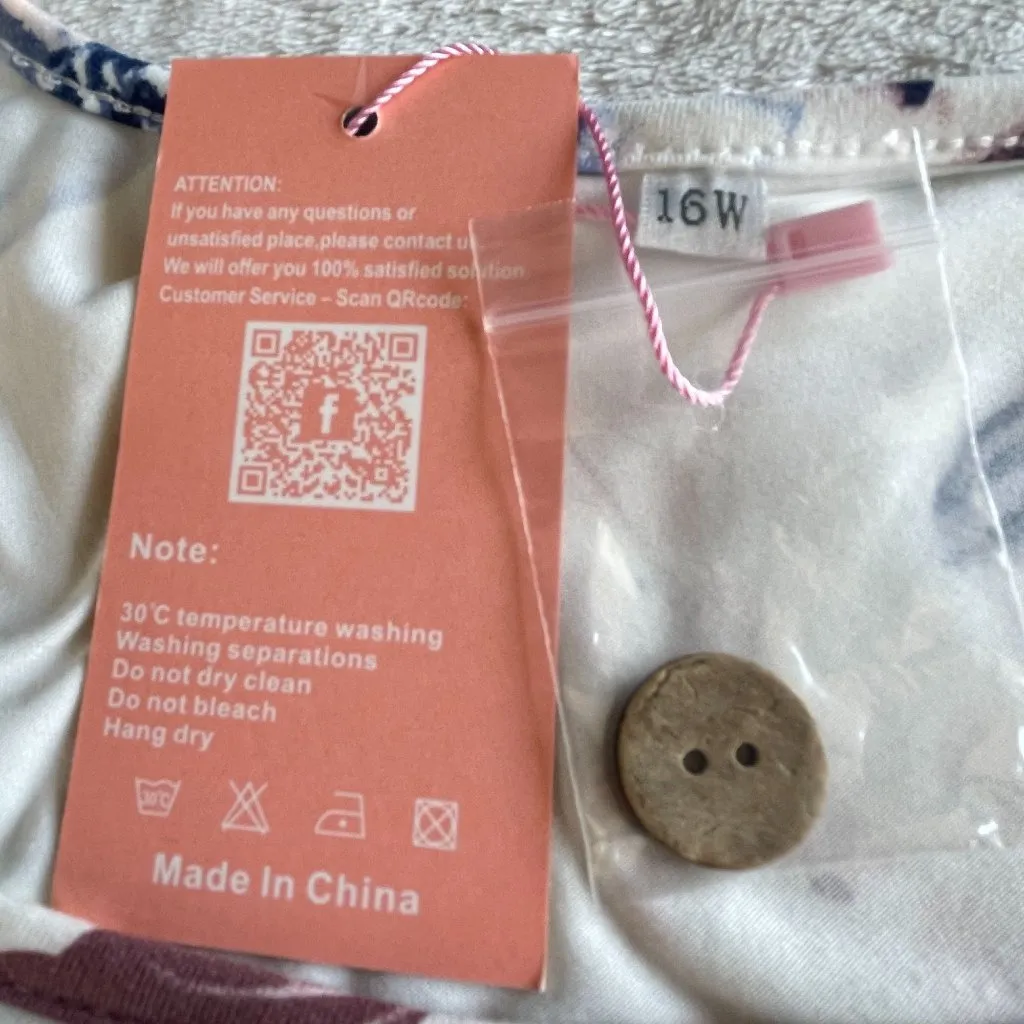 ATTENTION:
If you have any questions or
unsatisfied place,please contact us
We will offer you 100% satisfied solution
Customer Service - Scan QRcode:
f
Note:
30℃ temperature washing
Washing separations
Do not dry clean
Do not bleach
Hang dry
30℃
Made In China
16W